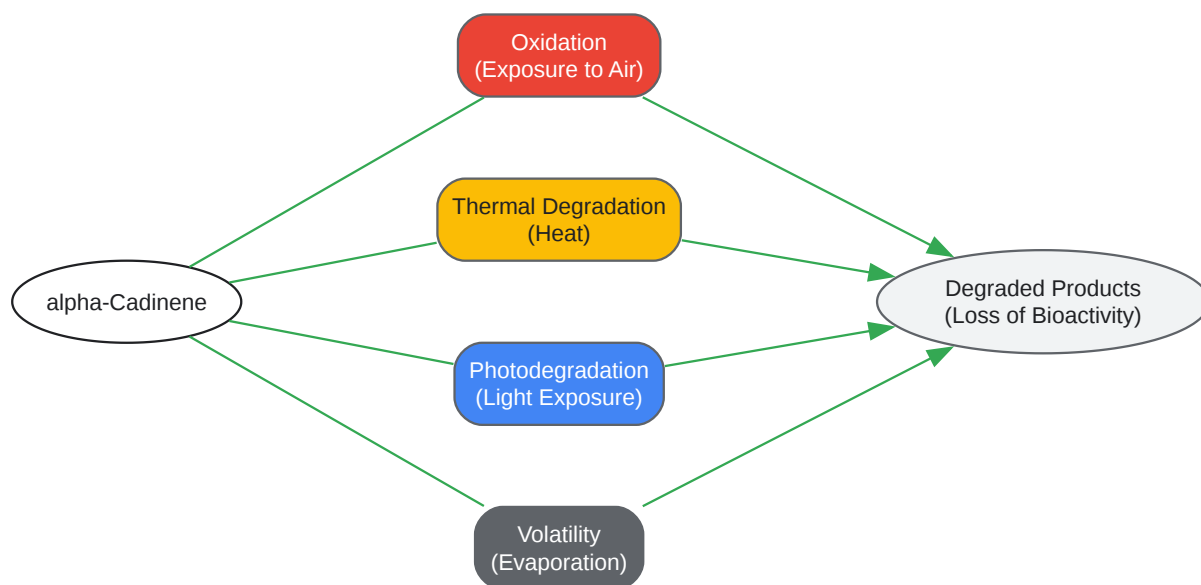 Oxidation
(Exposure to Air)
Thermal Degradation
(Heat)
alpha-Cadinene
Degraded Products
(Loss of Bioactivity)
Photodegradation
(Light Exposure)
Volatility
(Evaporation)